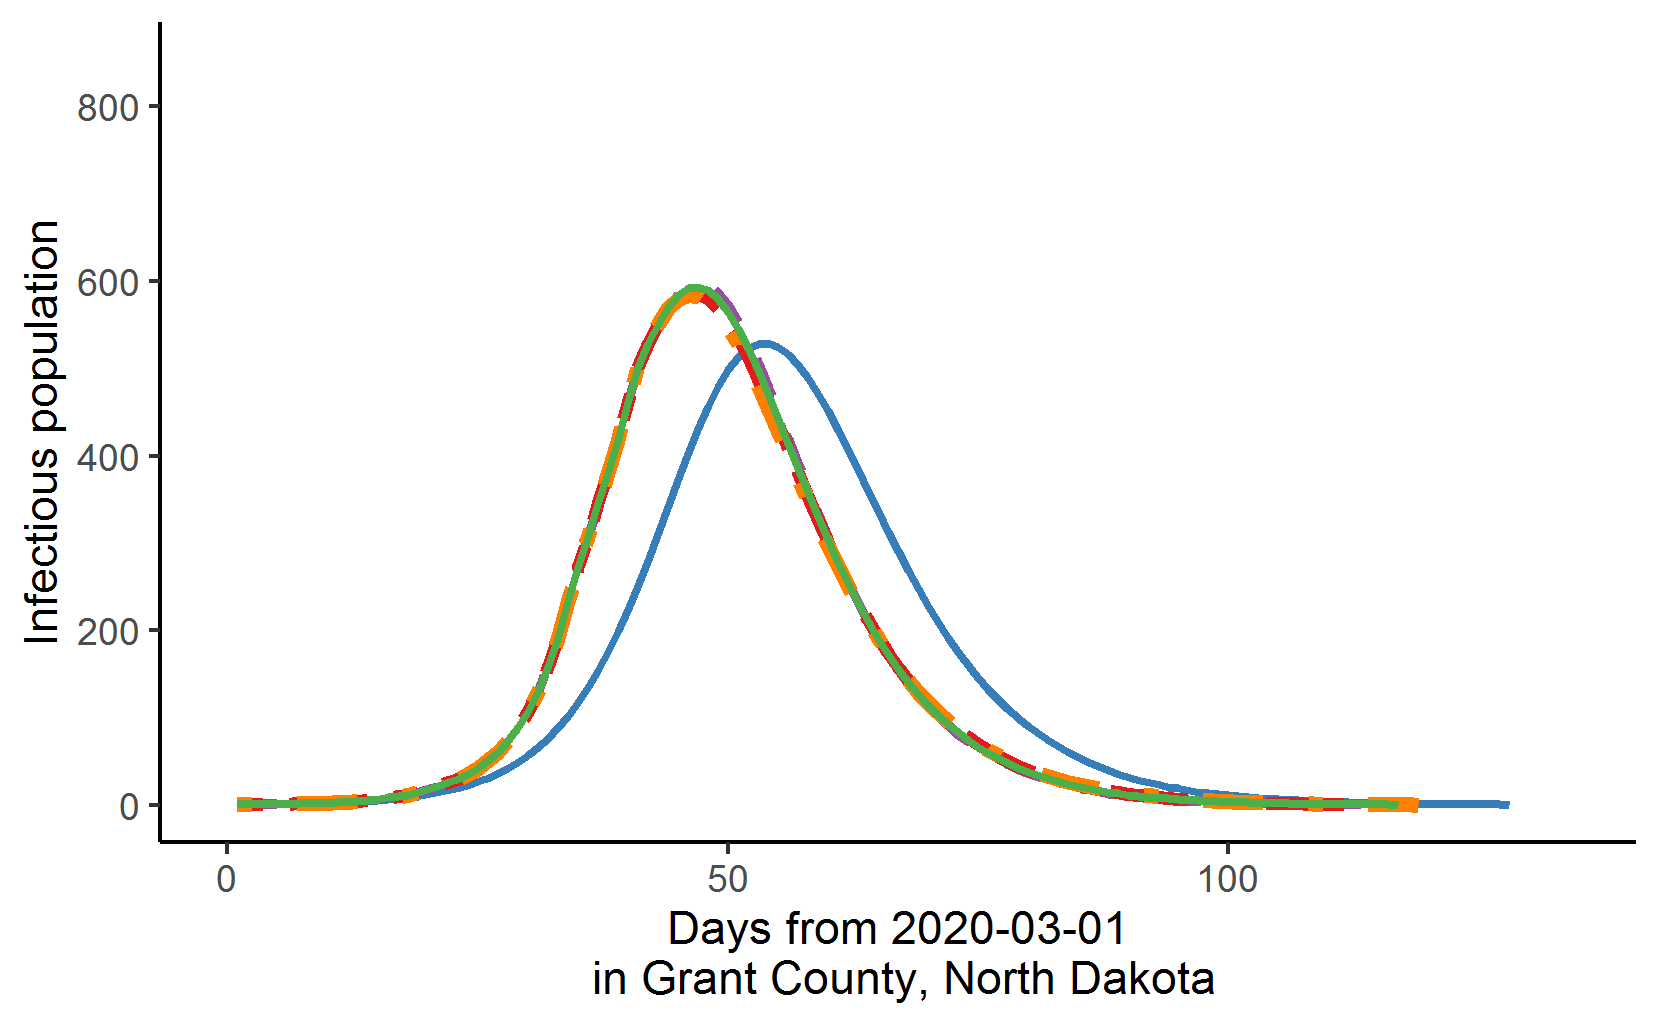 800
600
400
200
0
Infectious population
0 50 100
Days from 2020-03-01
in Grant County, North Dakota